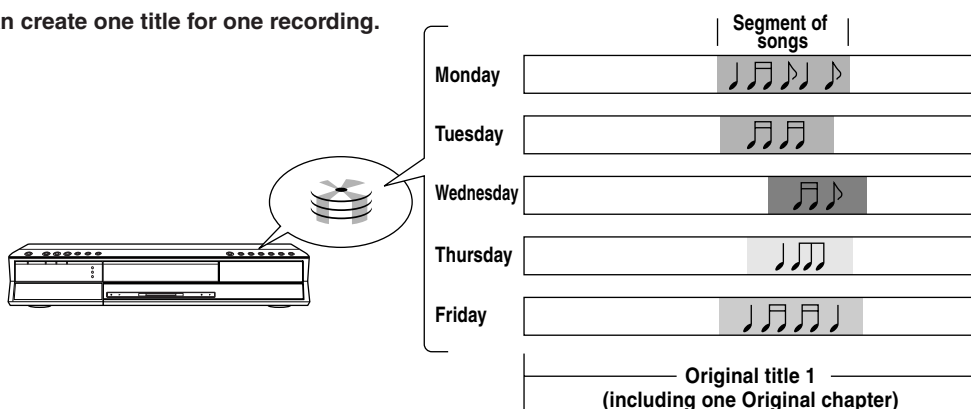 n create one title for one recording.
Segment of
songs
Monday
Tuesday
Wednesday
Thursday
Friday
Original title 1
(including one Original chapter)